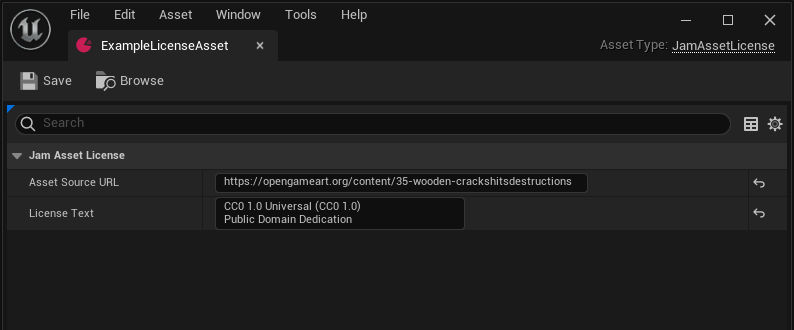 File Edit Asset Window Tools Help
ExampleLicenseAsset
Asset Type: JamAssetLicense
Save Browse
Search
Jam Asset License
Asset Source URL https://opengameart.org/content/35-wooden-crackshitsdestructions
License Text CC0 1.0 Universal (CC0 1.0)
Public Domain Dedication